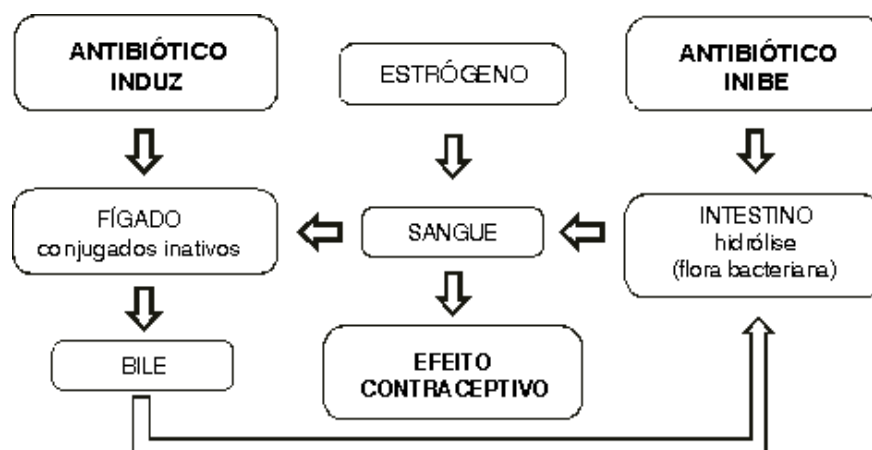 ANTIBIÓTICO
INDUZ
ESTRÓGENO
ANTIBIÓTICO
INIBE
FÍGADO
conjugados inativos
SANGUE
INTESTINO
hidrólise
(flora bacteriana)
BILE
EFEITO
CONTRACEPTIVO